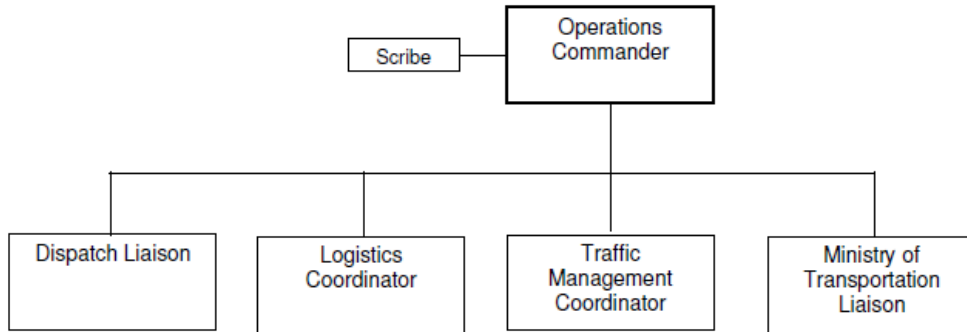 Operations
Commander
Scribe
Dispatch Liaison
Logistics
Coordinator
Traffic
Management
Coordinator
Ministry of
Transportation
Liaison